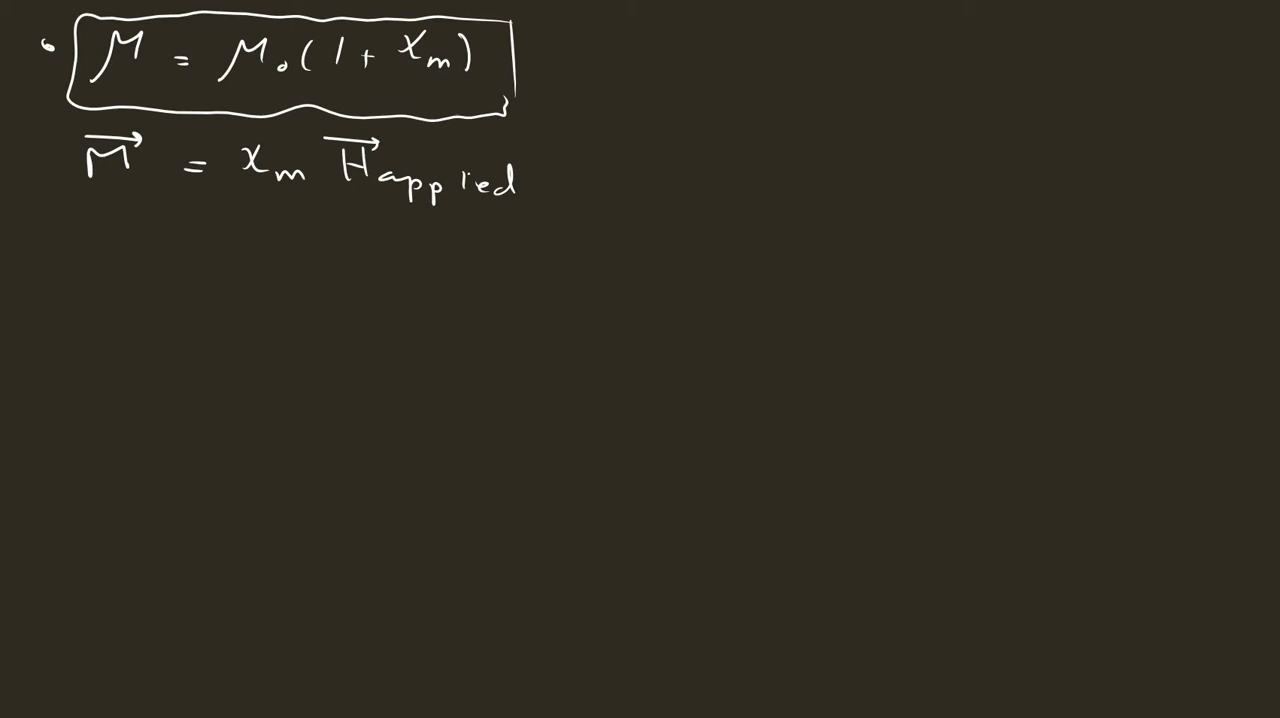 μ = μ₀(1 + χₘ)
M⃗ = χₘ H⃗ applied